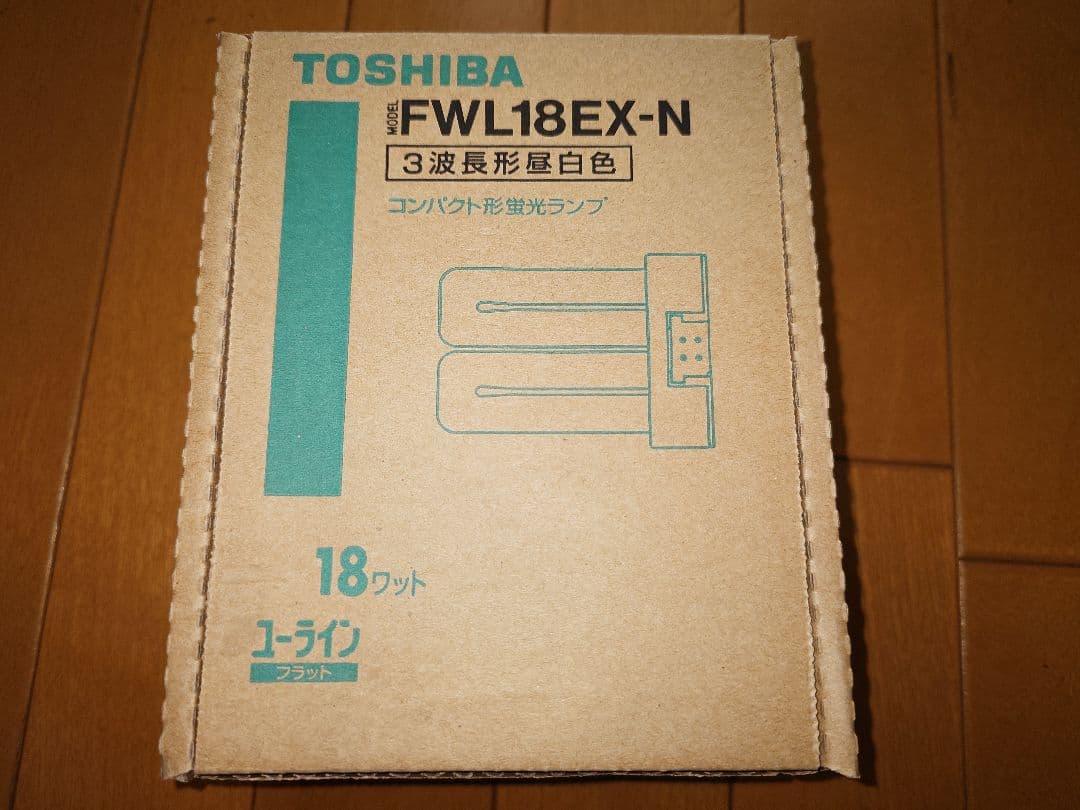 TOSHIBA
MODEL FWL18EX-N
3波長形昼白色
コンパクト形蛍光ランプ
18ワット
ユーライン
フラット